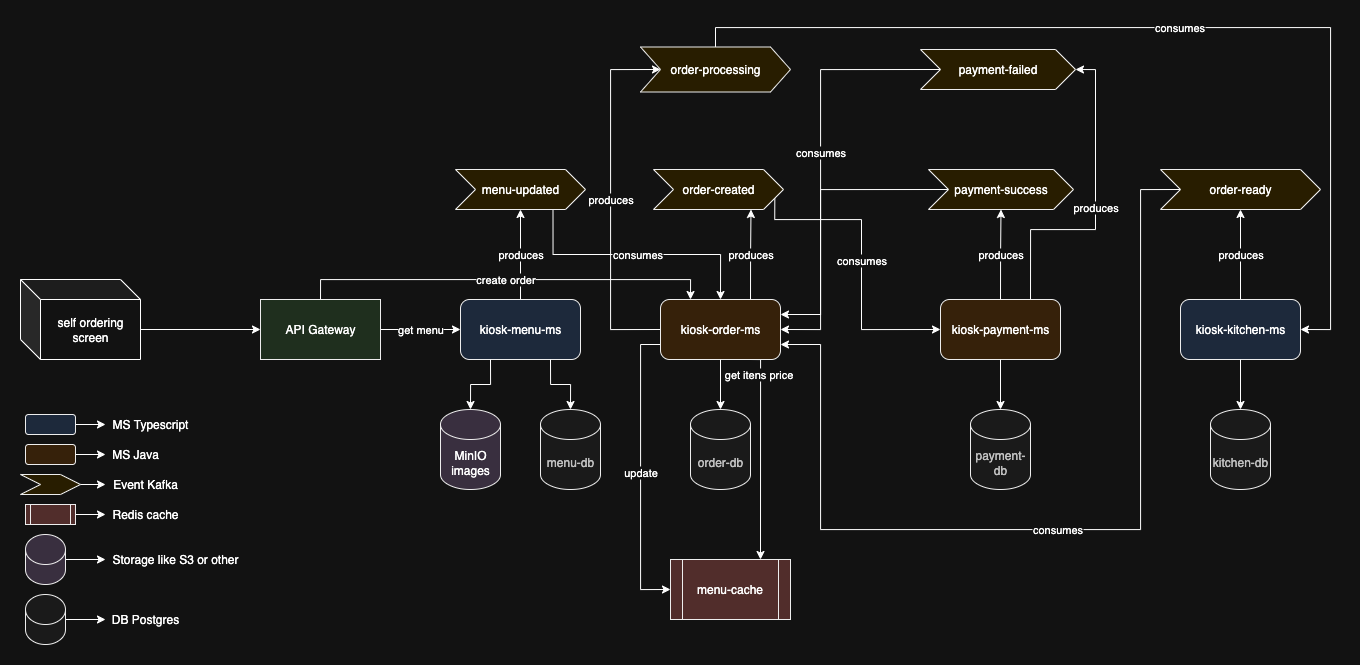 consumes
order-processing
payment-failed
consumes
menu-updated
order-created
payment-success
order-ready
produces
produces
produces
consumes
produces
consumes
produces
produces
create order
self ordering
screen
API Gateway
get menu
kiosk-menu-ms
kiosk-order-ms
kiosk-payment-ms
kiosk-kitchen-ms
get itens price
MS Typescript
MinIO
images
menu-db
order-db
payment-
db
kitchen-db
MS Java
update
Event Kafka
Redis cache
consumes
Storage like S3 or other
menu-cache
DB Postgres